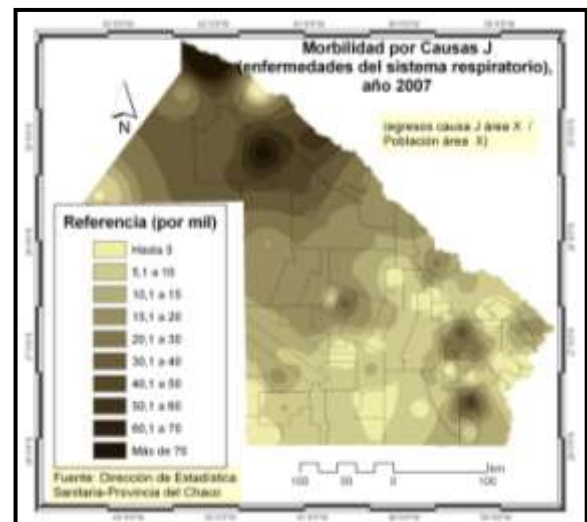 Morbilidad por Causas J
(enfermedades del sistema respiratorio),
año 2007
(egresos causa J área X /
Población área X)
N
Referencia (por mil)
Hasta 5
5,1 a 10
10,1 a 15
15,1 a 20
20,1 a 30
30,1 a 40
40,1 a 50
50,1 a 60
60,1 a 70
Más de 70
Fuente: Dirección de Estadística
Sanitaria-Provincia del Chaco
km
100 50 0 100